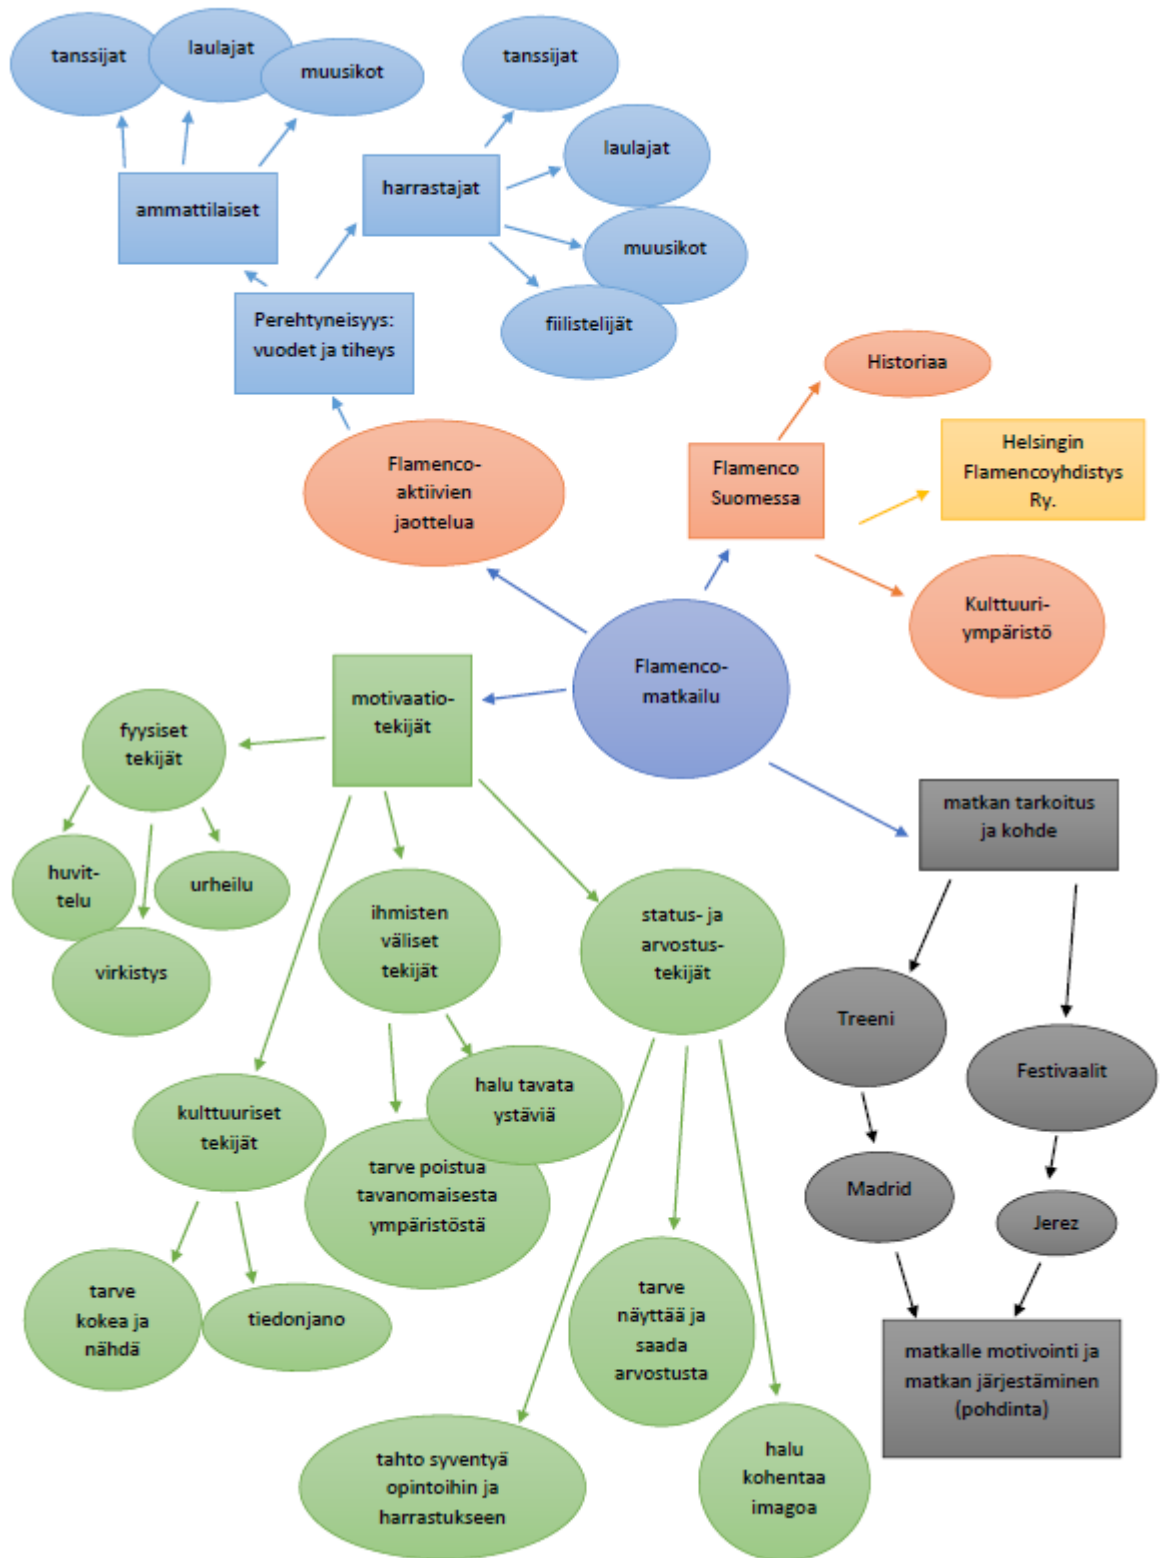 tanssijat
laulajat
muusikot
tanssijat
laulajat
ammattilaiset
harrastajat
muusikot
Perehtyneisyys:
vuodet ja tiheys
fiilistelijät
Historiaa
Flamenco-
aktiivien
jaottelua
Flamenco
Suomessa
Helsingin
Flamencoyhdistys
Ry.
Kulttuuri-
ympäristö
Flamenco-
matkailu
motivaatio-
tekijät
fyysiset
tekijät
huvit-
telu
urheilu
virkistys
ihmisten
väliset
tekijät
status- ja
arvostus-
tekijät
matkan tarkoitus
ja kohde
Treeni
Festivaalit
kulttuuriset
tekijät
halu tavata
ystäviä
tarve poistua
tavanomaisesta
ympäristöstä
Madrid
Jerez
tarve
kokea ja
nähdä
tiedonjano
tarve
näyttää ja
saada
arvostusta
matkalle motivointi ja
matkan järjestäminen
(pohdinta)
tahto syventyä
opintoihin ja
harrastukseen
halu
kohentaa
imagoa